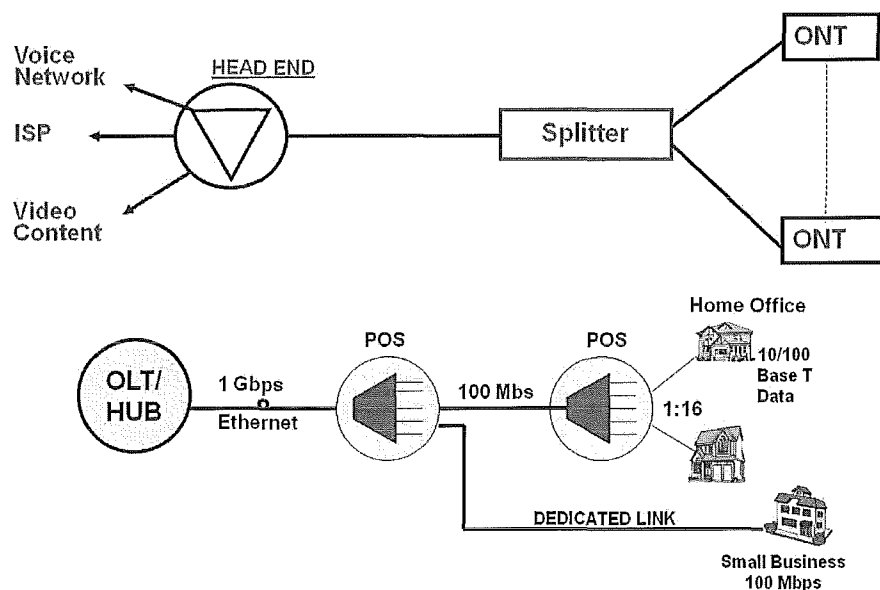 Voice
Network
HEAD END
ISP
Video
Content
Splitter
ONT
ONT
Home Office
POS
POS
OLT/
HUB
1 Gbps
Ethernet
100 Mbs
1:16
10/100
Base T
Data
DEDICATED LINK
Small Business
100 Mbps